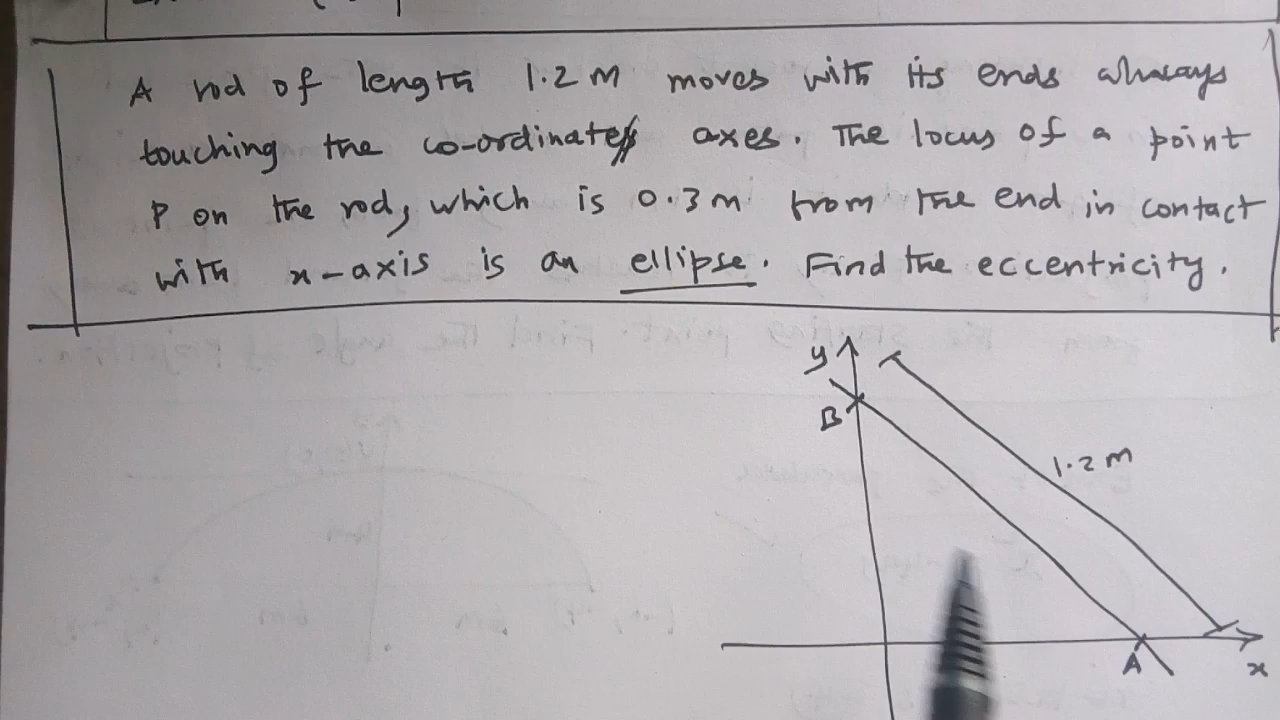 A rod of length 1.2 m moves with its ends always
touching the co-ordinates axes. The locus of a point
P on the rod, which is 0.3 m from the end in contact
with x-axis is an ellipse. Find the eccentricity.
y
B
1.2 m
A
x